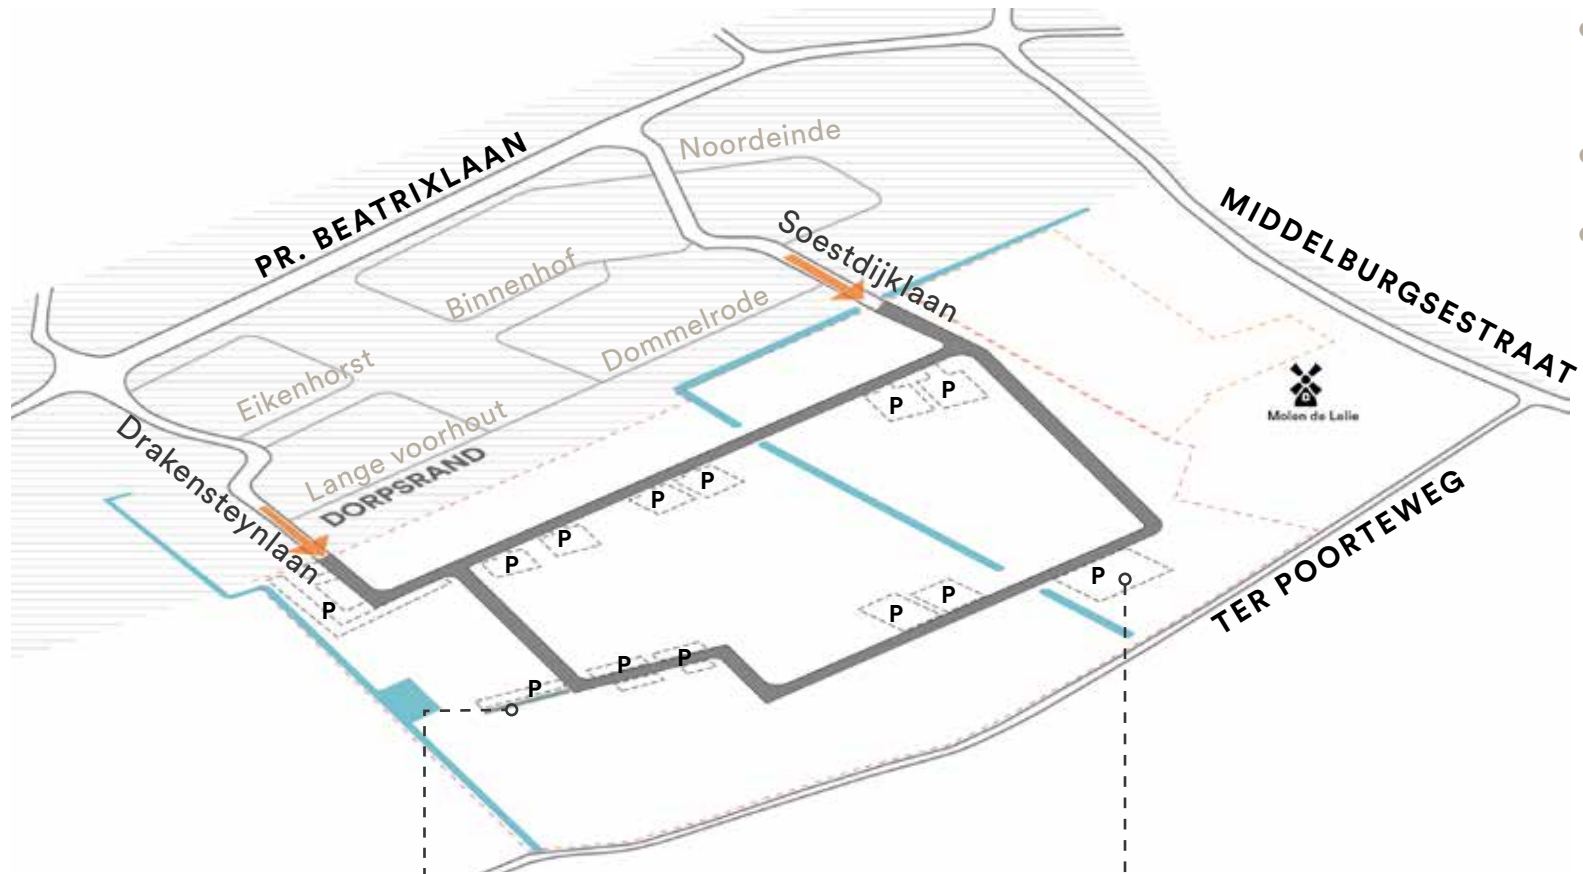 Noordeinde
PR. BEATRIXLAAN
MIDDELBURGSESTRAAT
Soestdijklaan
Binnenhof
Dommelrode
Eikenhorst
Molen de Lelie
Lange voorhout
DORPSRAND
Drakensteynlaan
TER POORTEWEG
P
P
P
P
P
P
P
P
P
P
P
P
P